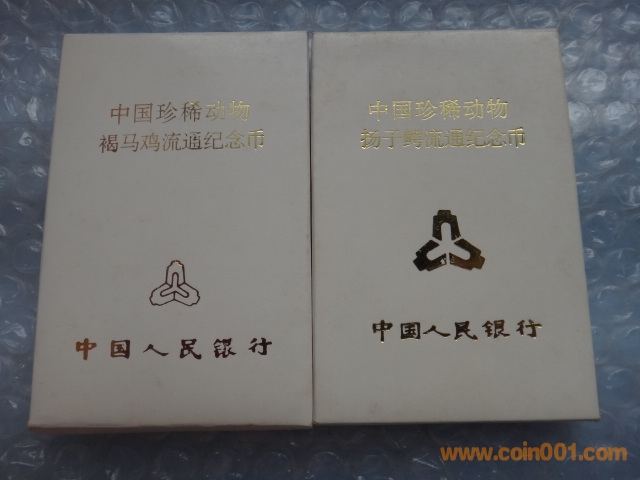 中国珍稀动物
褐马鸡流通纪念币
中国人民银行
中国珍稀动物
扬子鳄流通纪念币
中国人民银行
www.coin001.com